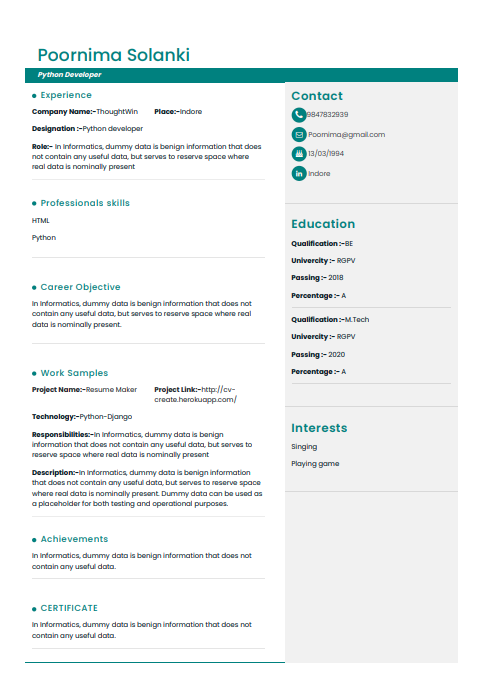 Poornima Solanki
Python Developer
Experience
Company Name:-ThoughtWin Place:-Indore
Designation :-Python developer
Role:- In Informatics, dummy data is benign information that does
not contain any useful data, but serves to reserve space where
real data is nominally present
Professionals skills
HTML
Python
Career Objective
In Informatics, dummy data is benign information that does not
contain any useful data, but serves to reserve space where real
data is nominally present.
Work Samples
Project Name:-Resume Maker Project Link:-http://cv-
create.herokuapp.com/
Technology:-Python-Django
Responsibilities:-In Informatics, dummy data is benign
information that does not contain any useful data, but serves to
reserve space where real data is nominally present
Description:-In Informatics, dummy data is benign information
that does not contain any useful data, but serves to reserve space
where real data is nominally present. Dummy data can be used as
a placeholder for both testing and operational purposes.
Achievements
In Informatics, dummy data is benign information that does not
contain any useful data.
CERTIFICATE
In Informatics, dummy data is benign information that does not
contain any useful data.
Contact
9847832939
Poornima@gmail.com
13/03/1994
Indore
Education
Qualification :-BE
Univercity :- RGPV
Passing :- 2018
Percentage :- A
Qualification :-M.Tech
Univercity :- RGPV
Passing :- 2020
Percentage :- A
Interests
Singing
Playing game